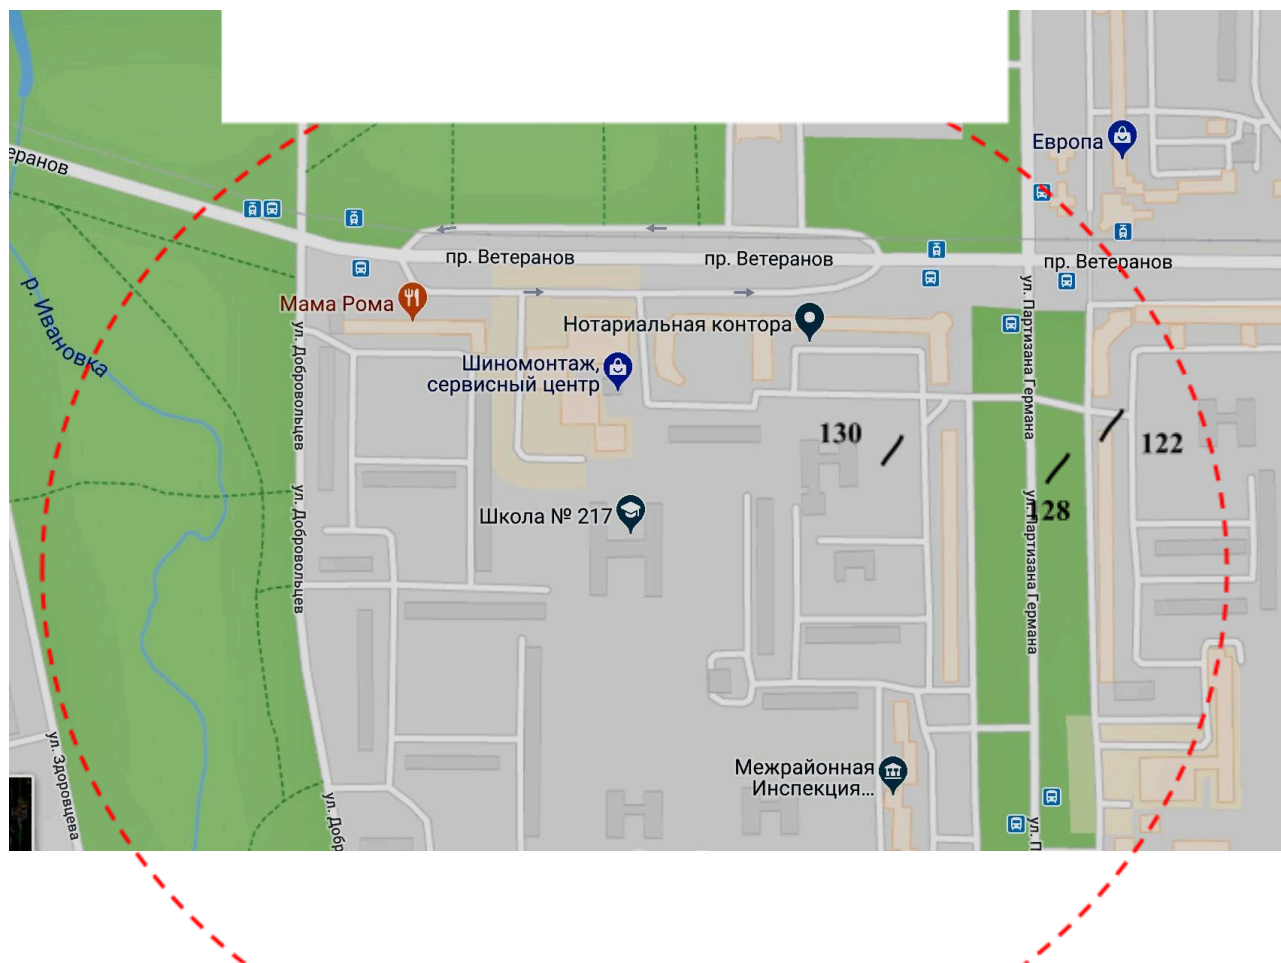 Европа
еранов
пр. Ветеранов
пр. Ветеранов
пр. Ветеранов
р. Ивановка
Мама Рома
Нотариальная контора
ул. Партизана Германа
ул. Добровольцев
Шиномонтаж,
сервисный центр
130
122
128
ул. Добровольцев
Школа № 217
ул. Партизана Германа
ул. Здоровцева
Межрайонная
Инспекция...
ул. Добр
ул. П